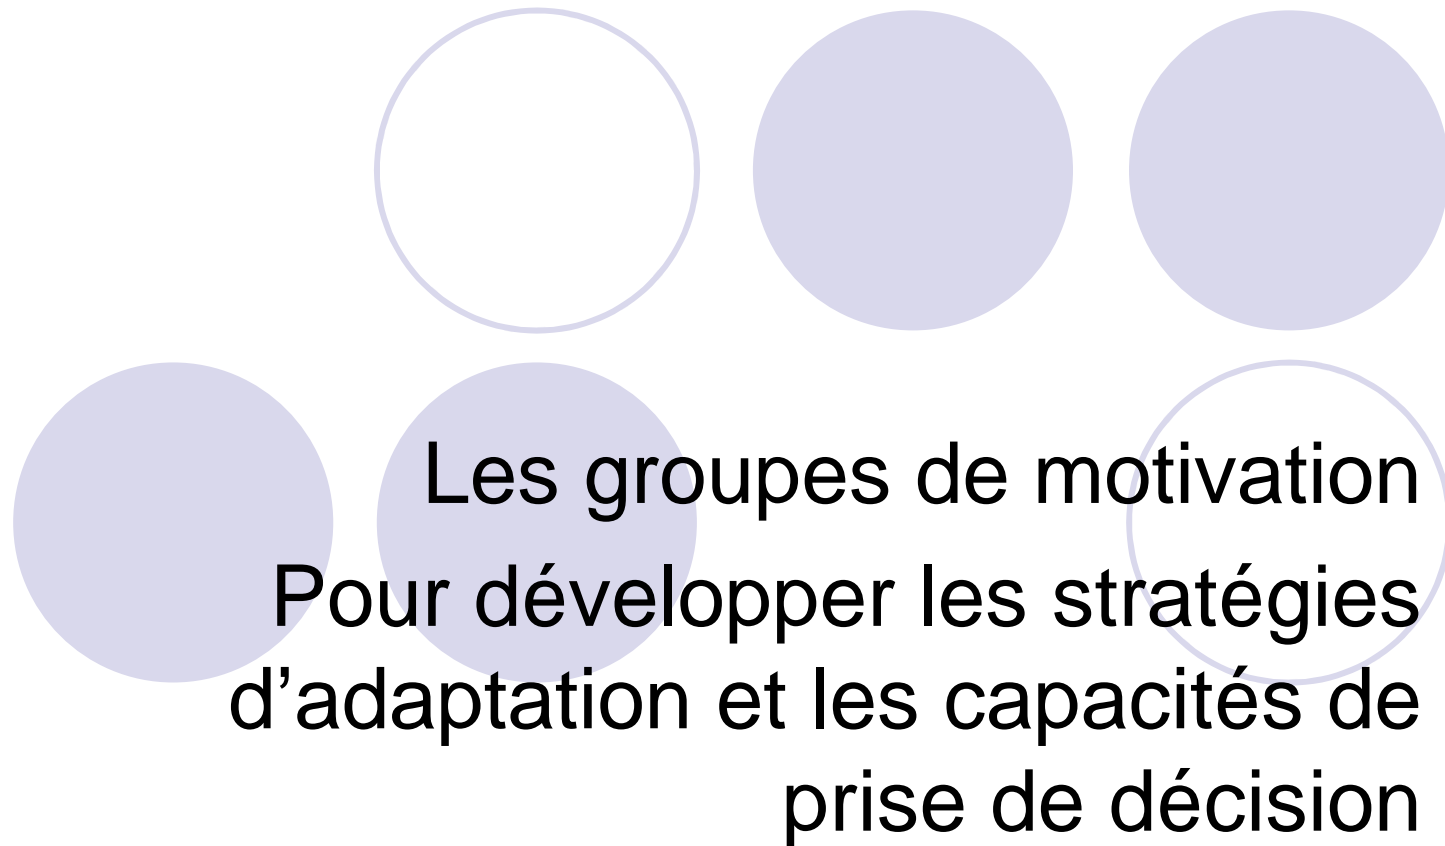 Les groupes de motivation
Pour développer les stratégies
d’adaptation et les capacités de
prise de décision